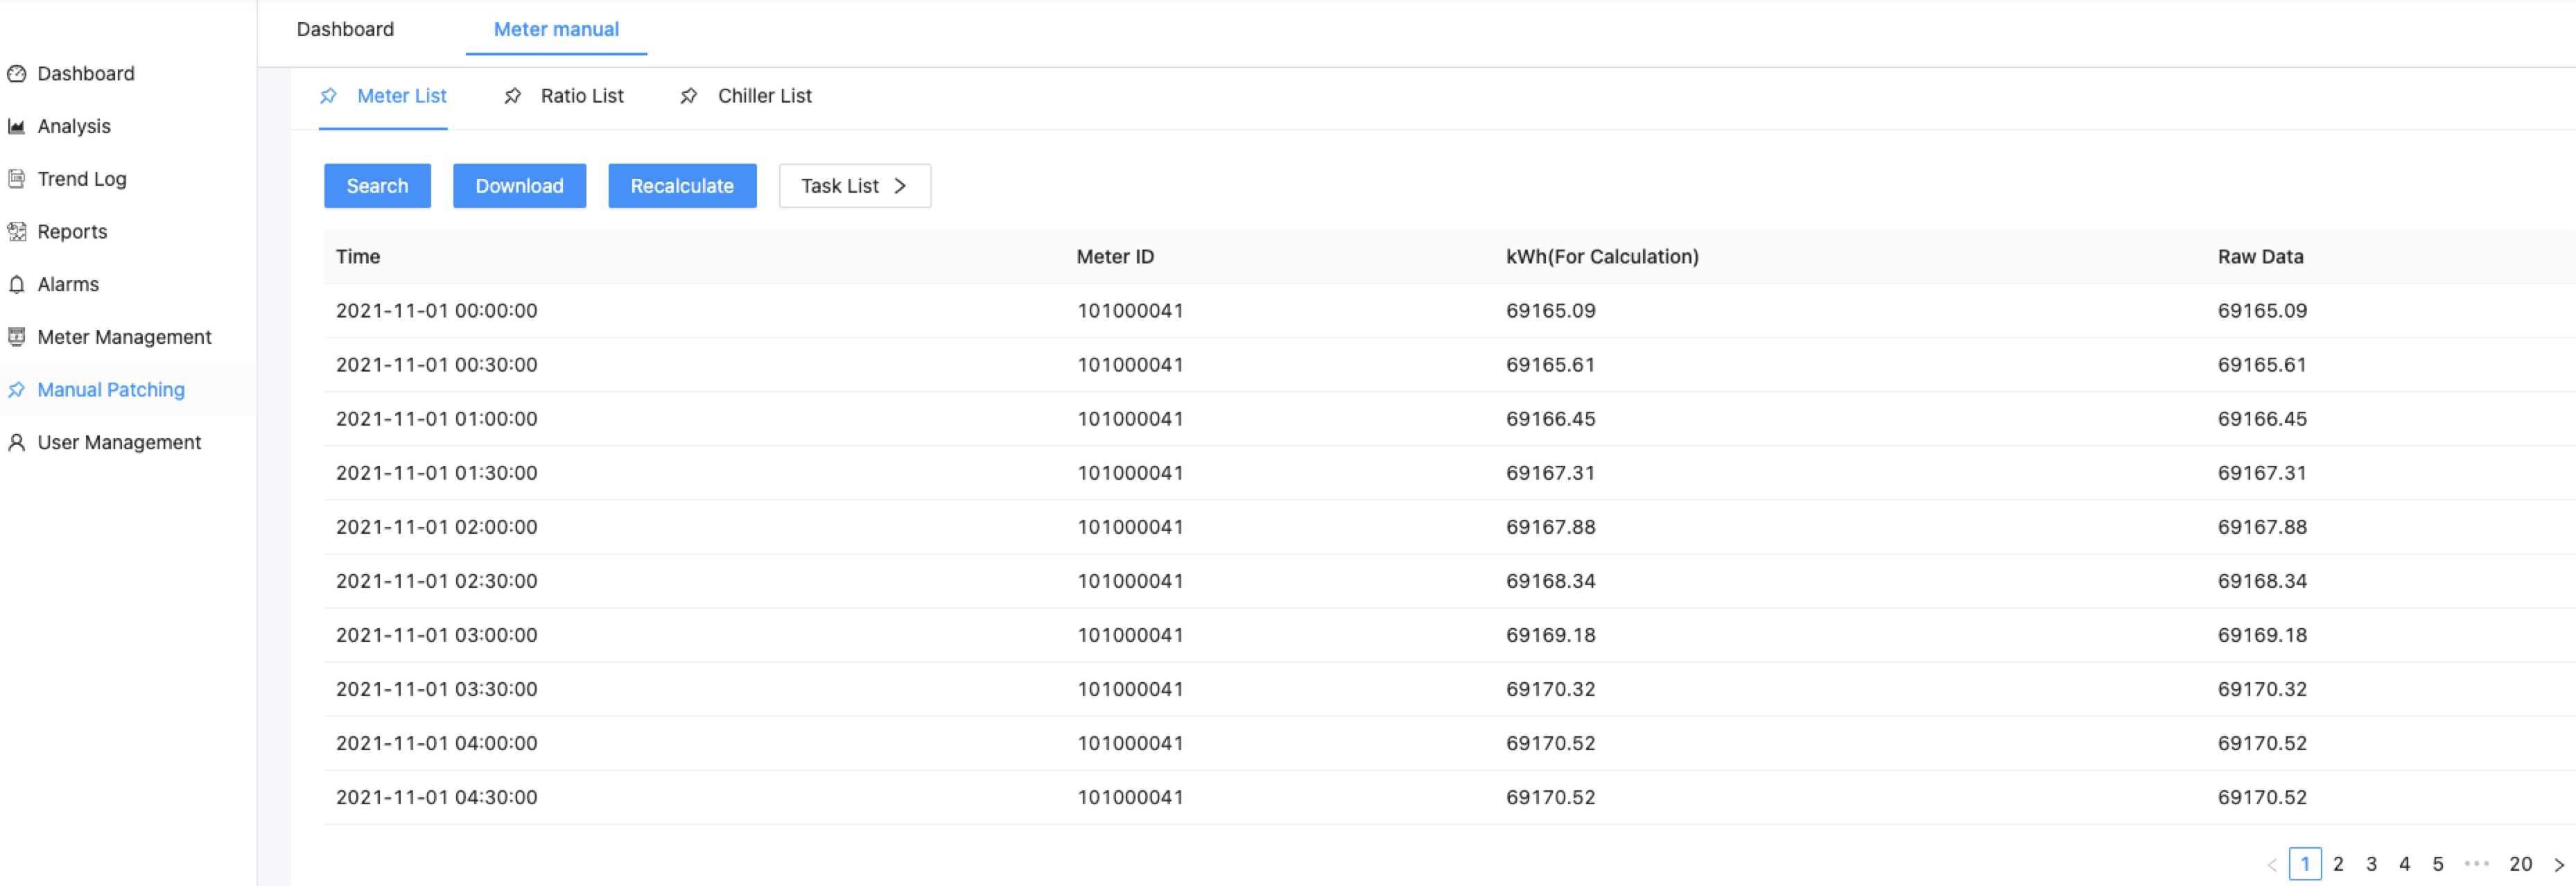 Dashboard Meter manual
Dashboard
Analysis
Trend Log
Reports
Alarms
Meter Management
Manual Patching
User Management
Meter List Ratio List Chiller List
Search Download Recalculate Task List >
Time Meter ID kWh(For Calculation) Raw Data
2021-11-01 00:00:00 101000041 69165.09 69165.09
2021-11-01 00:30:00 101000041 69165.61 69165.61
2021-11-01 01:00:00 101000041 69166.45 69166.45
2021-11-01 01:30:00 101000041 69167.31 69167.31
2021-11-01 02:00:00 101000041 69167.88 69167.88
2021-11-01 02:30:00 101000041 69168.34 69168.34
2021-11-01 03:00:00 101000041 69169.18 69169.18
2021-11-01 03:30:00 101000041 69170.32 69170.32
2021-11-01 04:00:00 101000041 69170.52 69170.52
2021-11-01 04:30:00 101000041 69170.52 69170.52
< 1 2 3 4 5 ••• 20 >